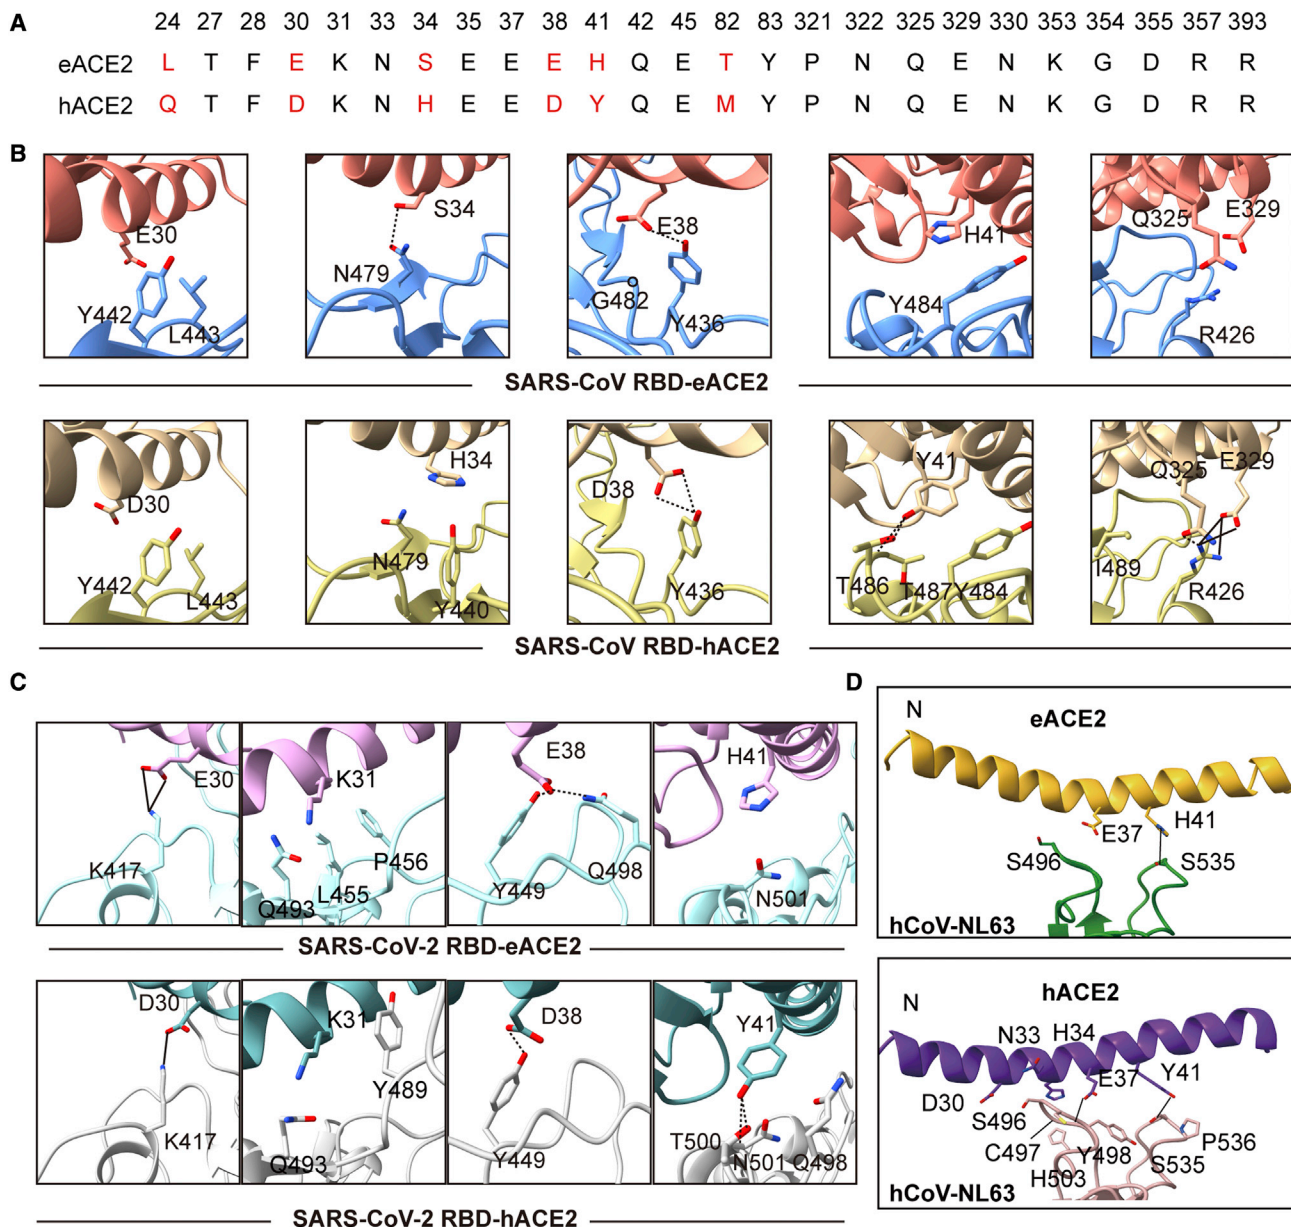 A
24 27 28 30 31 33 34 35 37 38 41 42 45 82 83 321 322 325 329 330 353 354 355 357 393
eACE2 L T F E K N S E E E H Q E T Y P N Q E N K G D R R
hACE2 Q T F D K N H E E D Y Q E M Y P N Q E N K G D R R
B
E30
Y442
L443
S34
N479
E38
G482
Y436
H41
Y484
Q325
E329
R426
SARS-CoV RBD-eACE2
D30
Y442
L443
H34
N479
Y440
D38
Y436
Y41
T486
T487
Y484
Q325
E329
I489
R426
SARS-CoV RBD-hACE2
C
E30
K417
K31
P456
L455
Q493
E38
Y449
Q498
H41
N501
SARS-CoV-2 RBD-eACE2
D30
K417
K31
Y489
Q493
D38
Y449
Y41
T500
N501
Q498
SARS-CoV-2 RBD-hACE2
D
N
eACE2
E37
H41
S496
S535
hCoV-NL63
hACE2
N
N33
H34
E37
Y41
D30
S496
C497
H503
Y498
S535
P536
hCoV-NL63